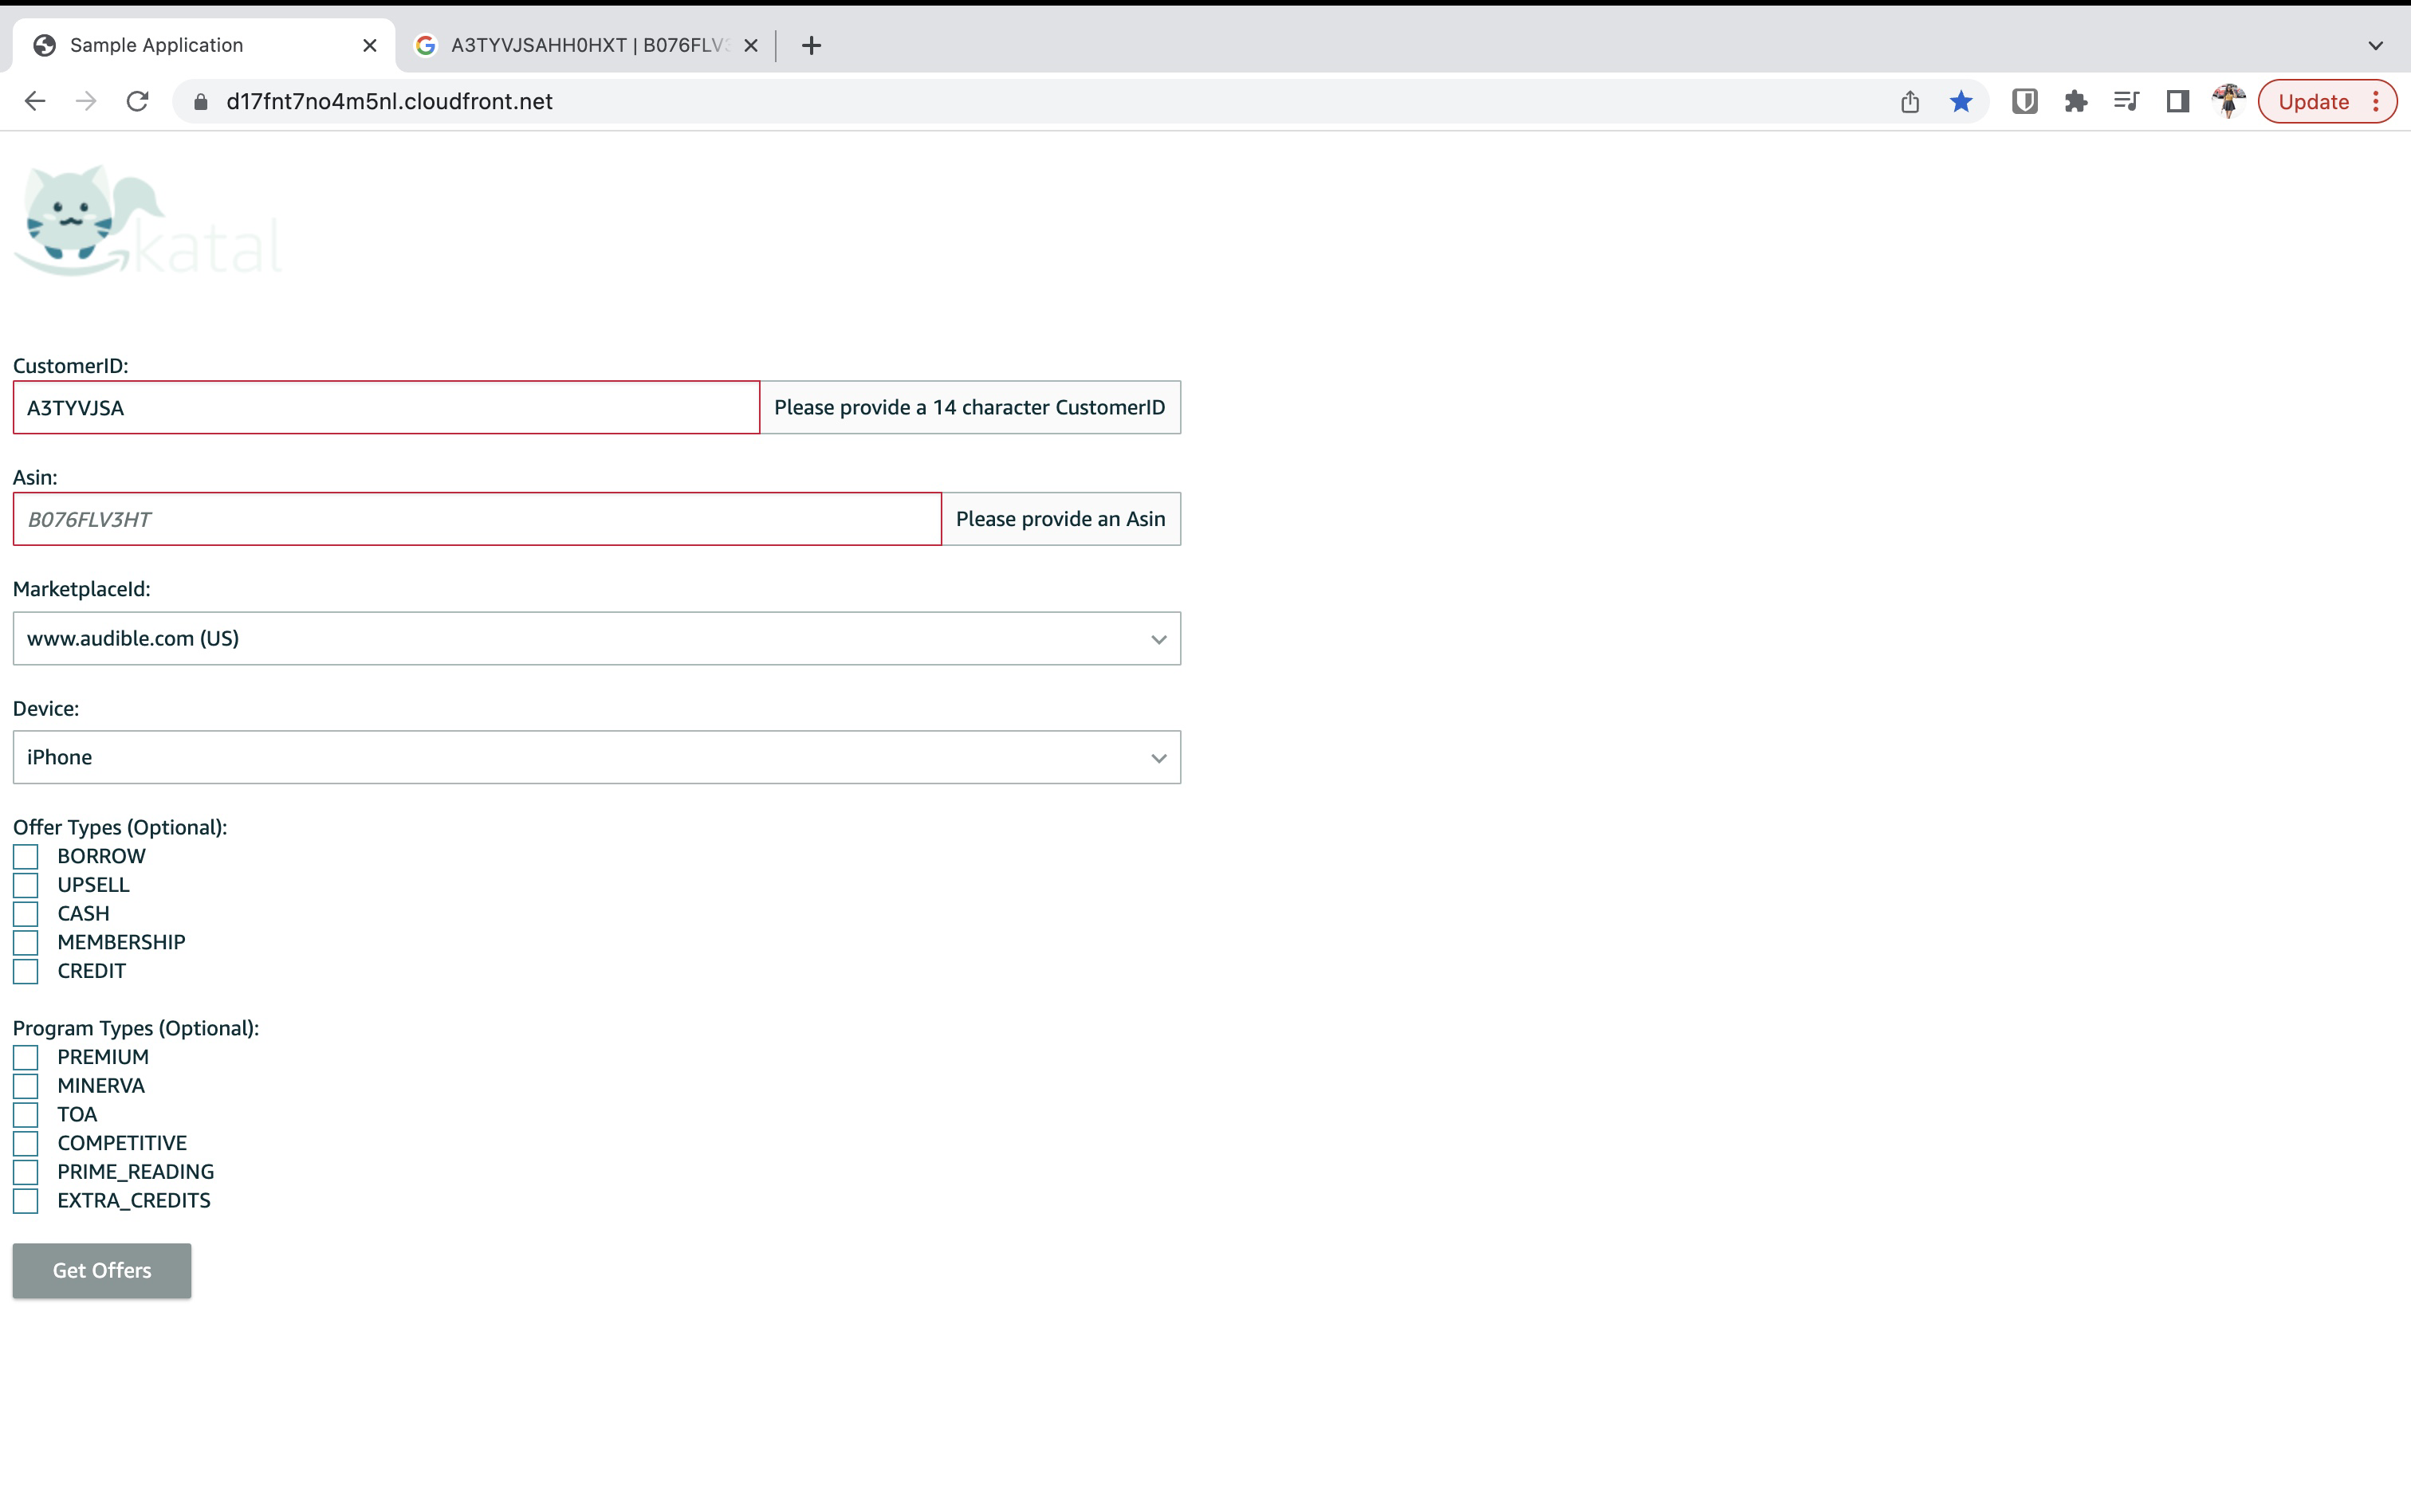 Sample Application
A3TYVJSAHH0HXT | B076FLV3
d17fnt7no4m5nl.cloudfront.net
Update
katal
CustomerID:
A3TYVJSA
Please provide a 14 character CustomerID
Asin:
B076FLV3HT
Please provide an Asin
MarketplaceId:
www.audible.com (US)
Device:
iPhone
Offer Types (Optional):
BORROW
UPSELL
CASH
MEMBERSHIP
CREDIT
Program Types (Optional):
PREMIUM
MINERVA
TOA
COMPETITIVE
PRIME_READING
EXTRA_CREDITS
Get Offers